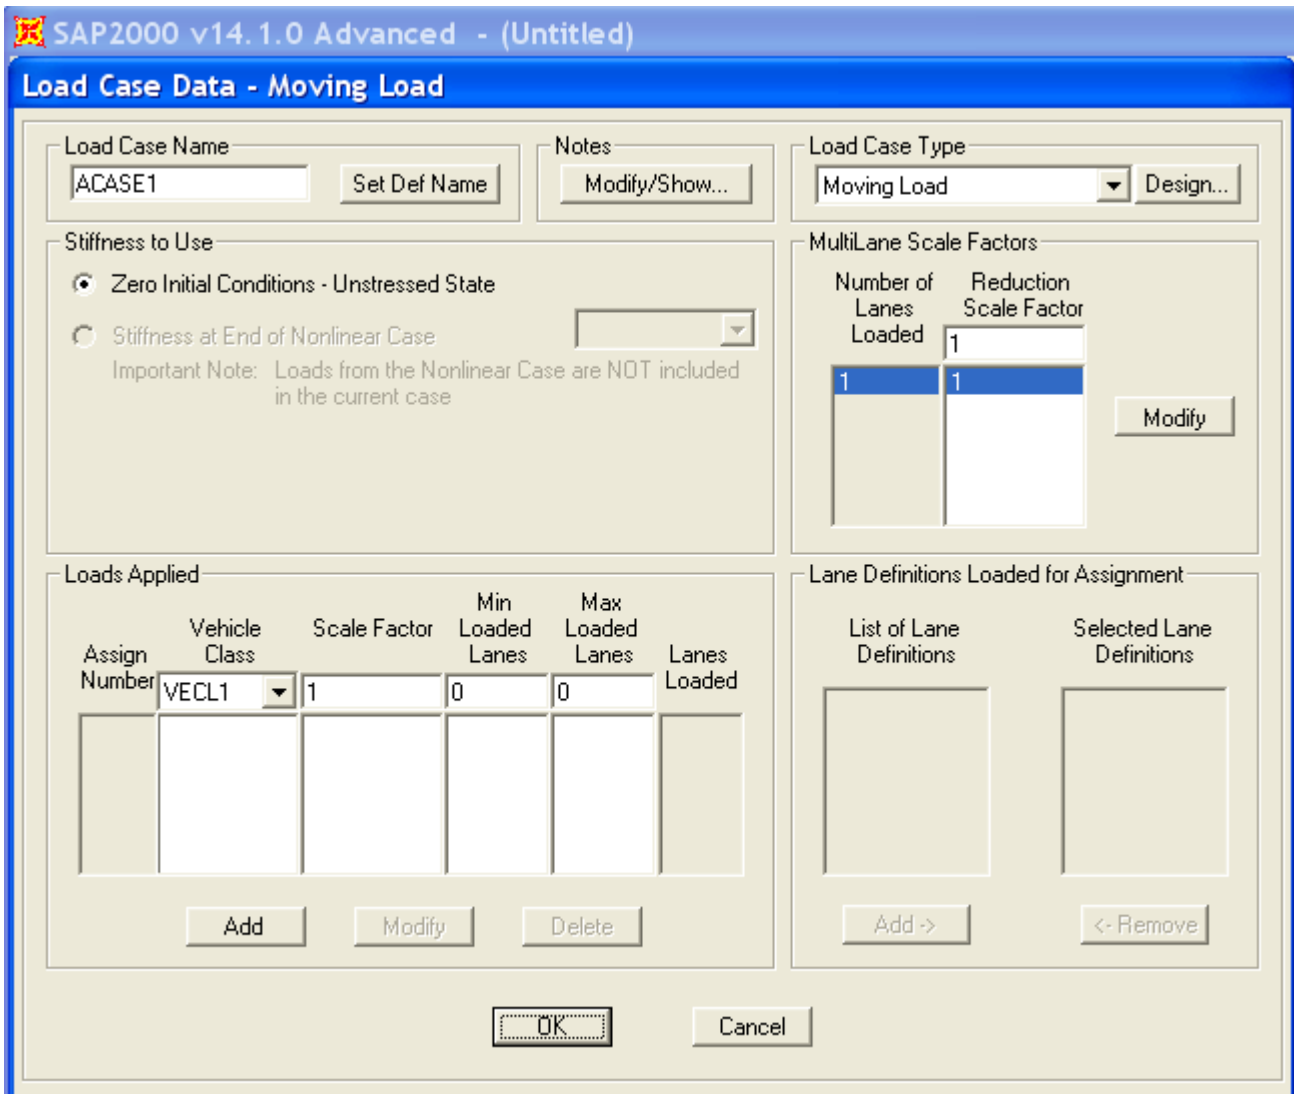 SAP2000 v14.1.0 Advanced - (Untitled)
Load Case Data - Moving Load
Load Case Name
ACASE1
Set Def Name
Notes
Modify/Show...
Load Case Type
Moving Load
Design...
Stiffness to Use
Zero Initial Conditions - Unstressed State
Stiffness at End of Nonlinear Case
Important Note: Loads from the Nonlinear Case are NOT included
in the current case
MultiLane Scale Factors
Number of
Lanes
Loaded
Reduction
Scale Factor
1
1 1
Modify
Loads Applied
Assign
Number
Vehicle
Class
Scale Factor
Min
Loaded
Lanes
Max
Loaded
Lanes
Lanes
Loaded
VECL1 1 0 0
Add
Modify
Delete
Lane Definitions Loaded for Assignment
List of Lane
Definitions
Selected Lane
Definitions
Add ->
<- Remove
OK
Cancel